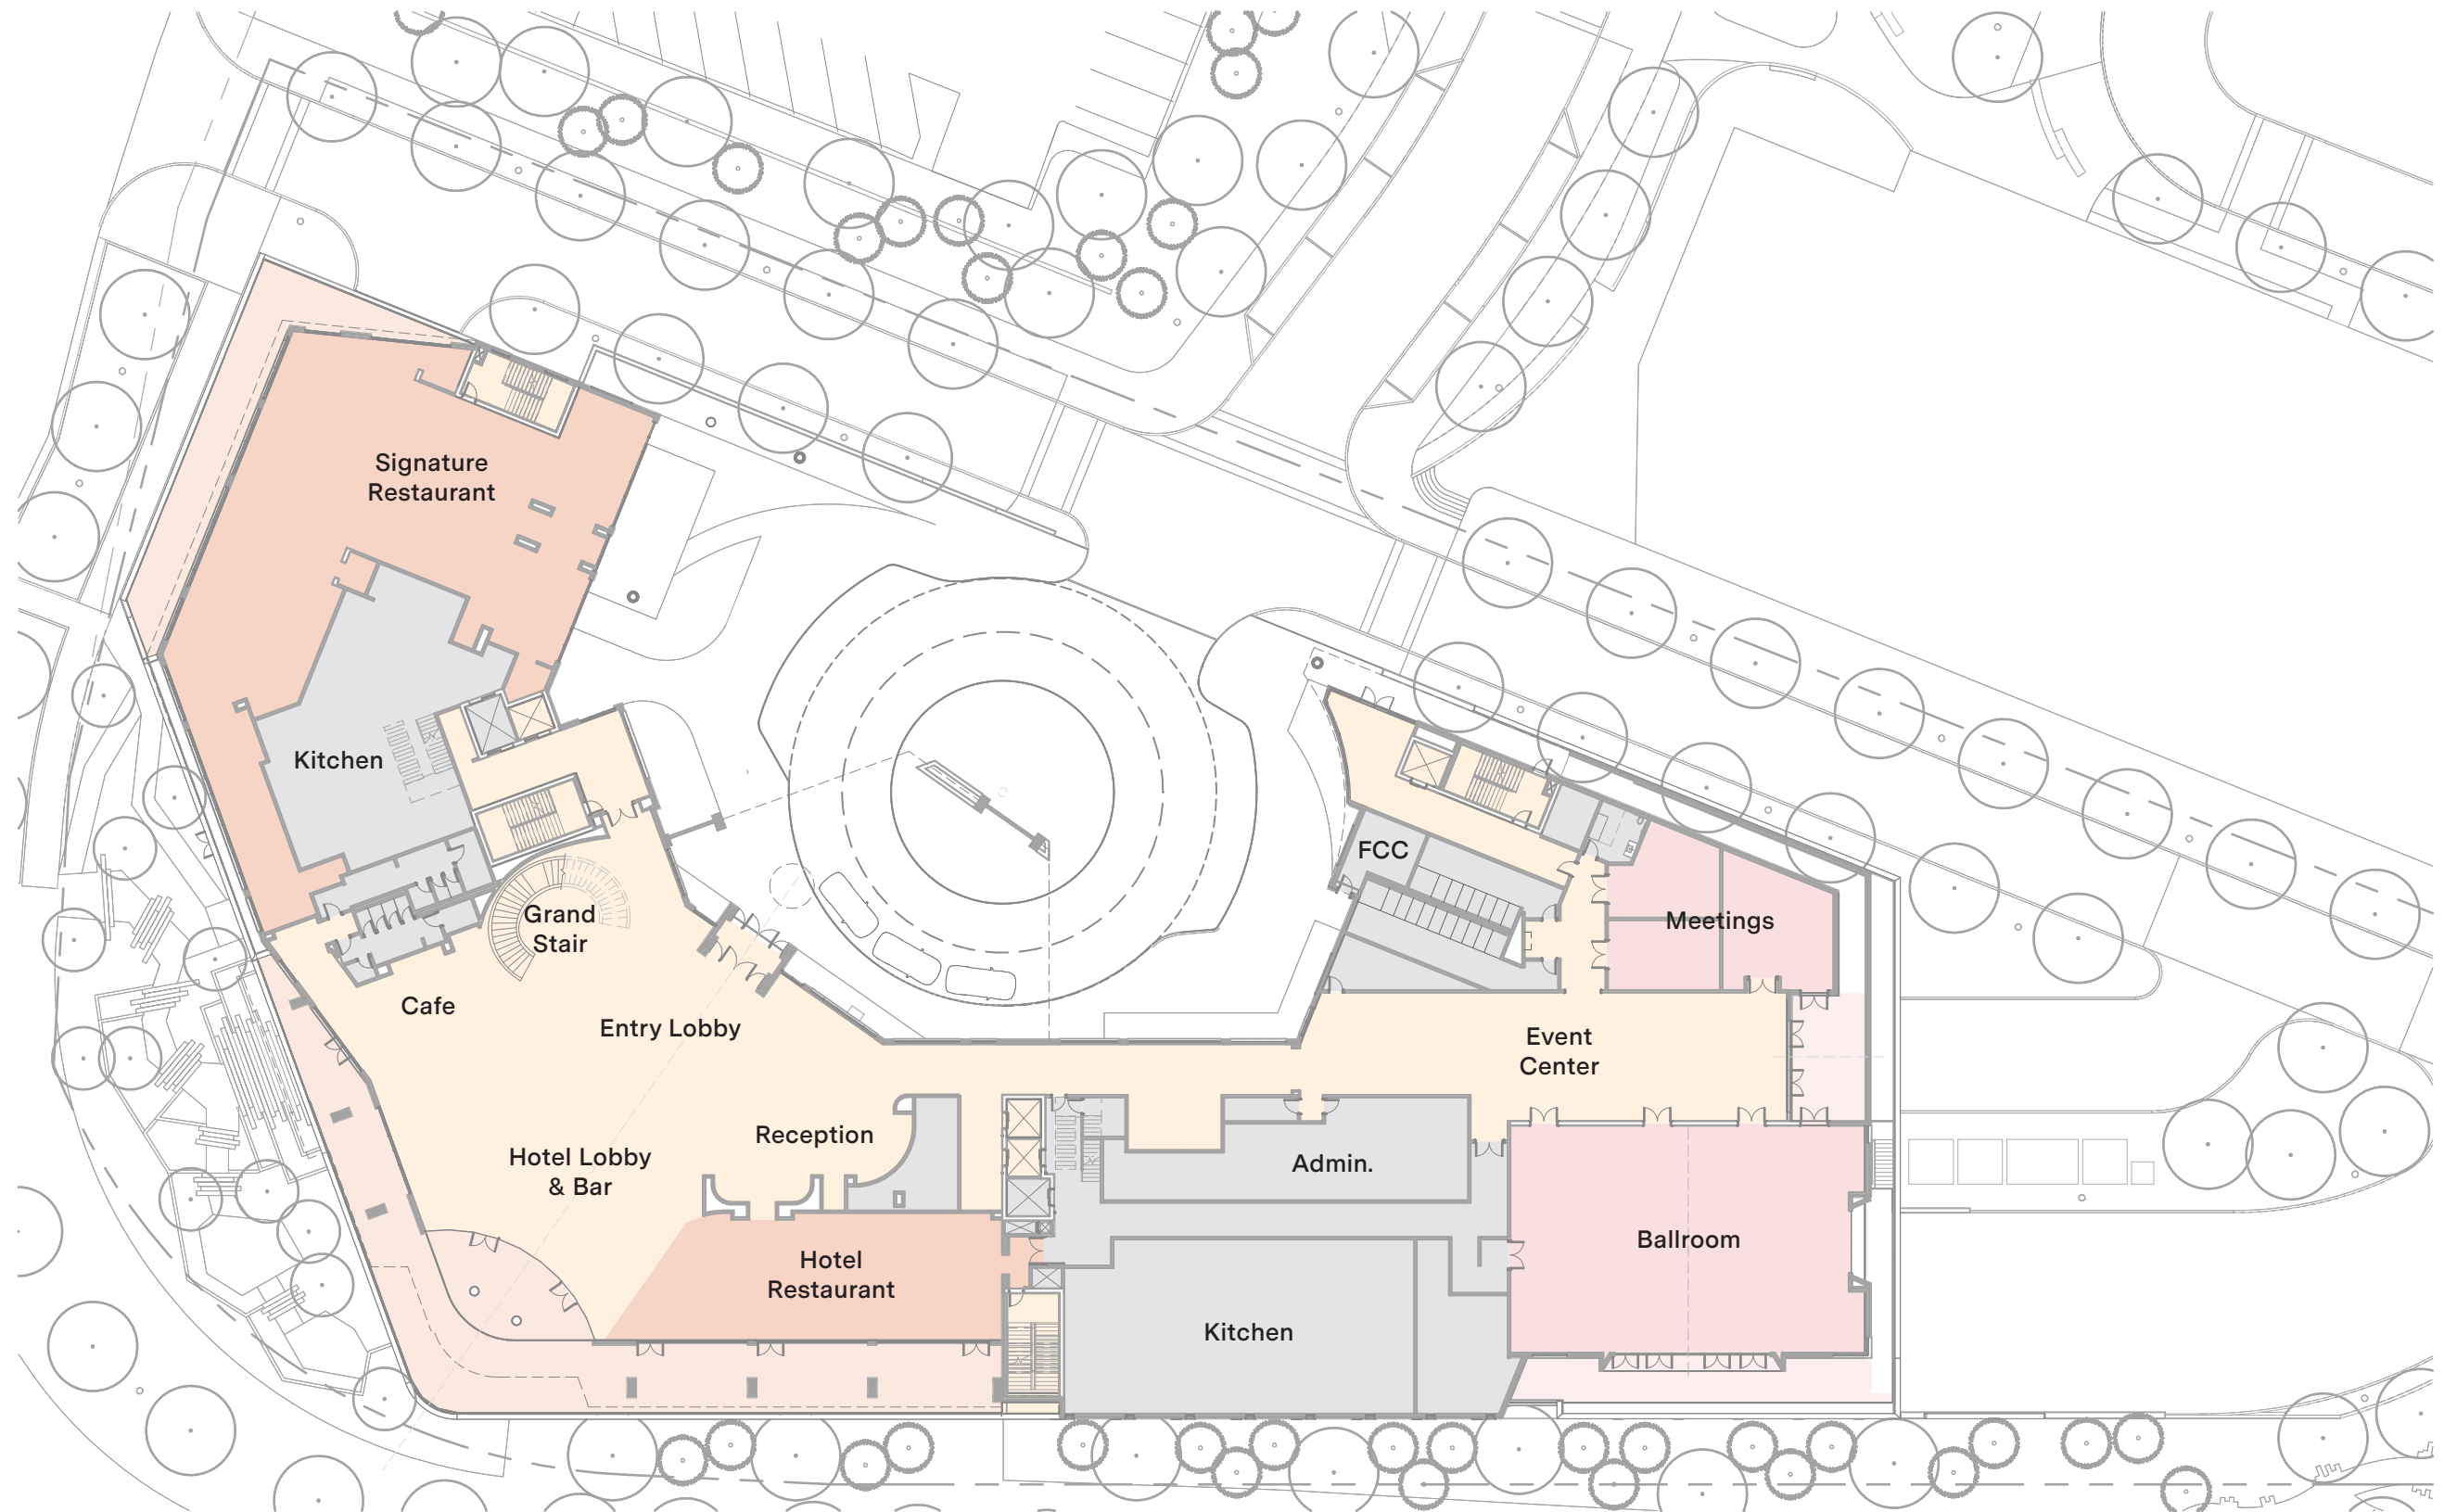 Signature
Restaurant
Kitchen
Grand
Stair
Cafe
Entry Lobby
Reception
Hotel Lobby
& Bar
Hotel
Restaurant
FCC
Meetings
Event
Center
Admin.
Ballroom
Kitchen